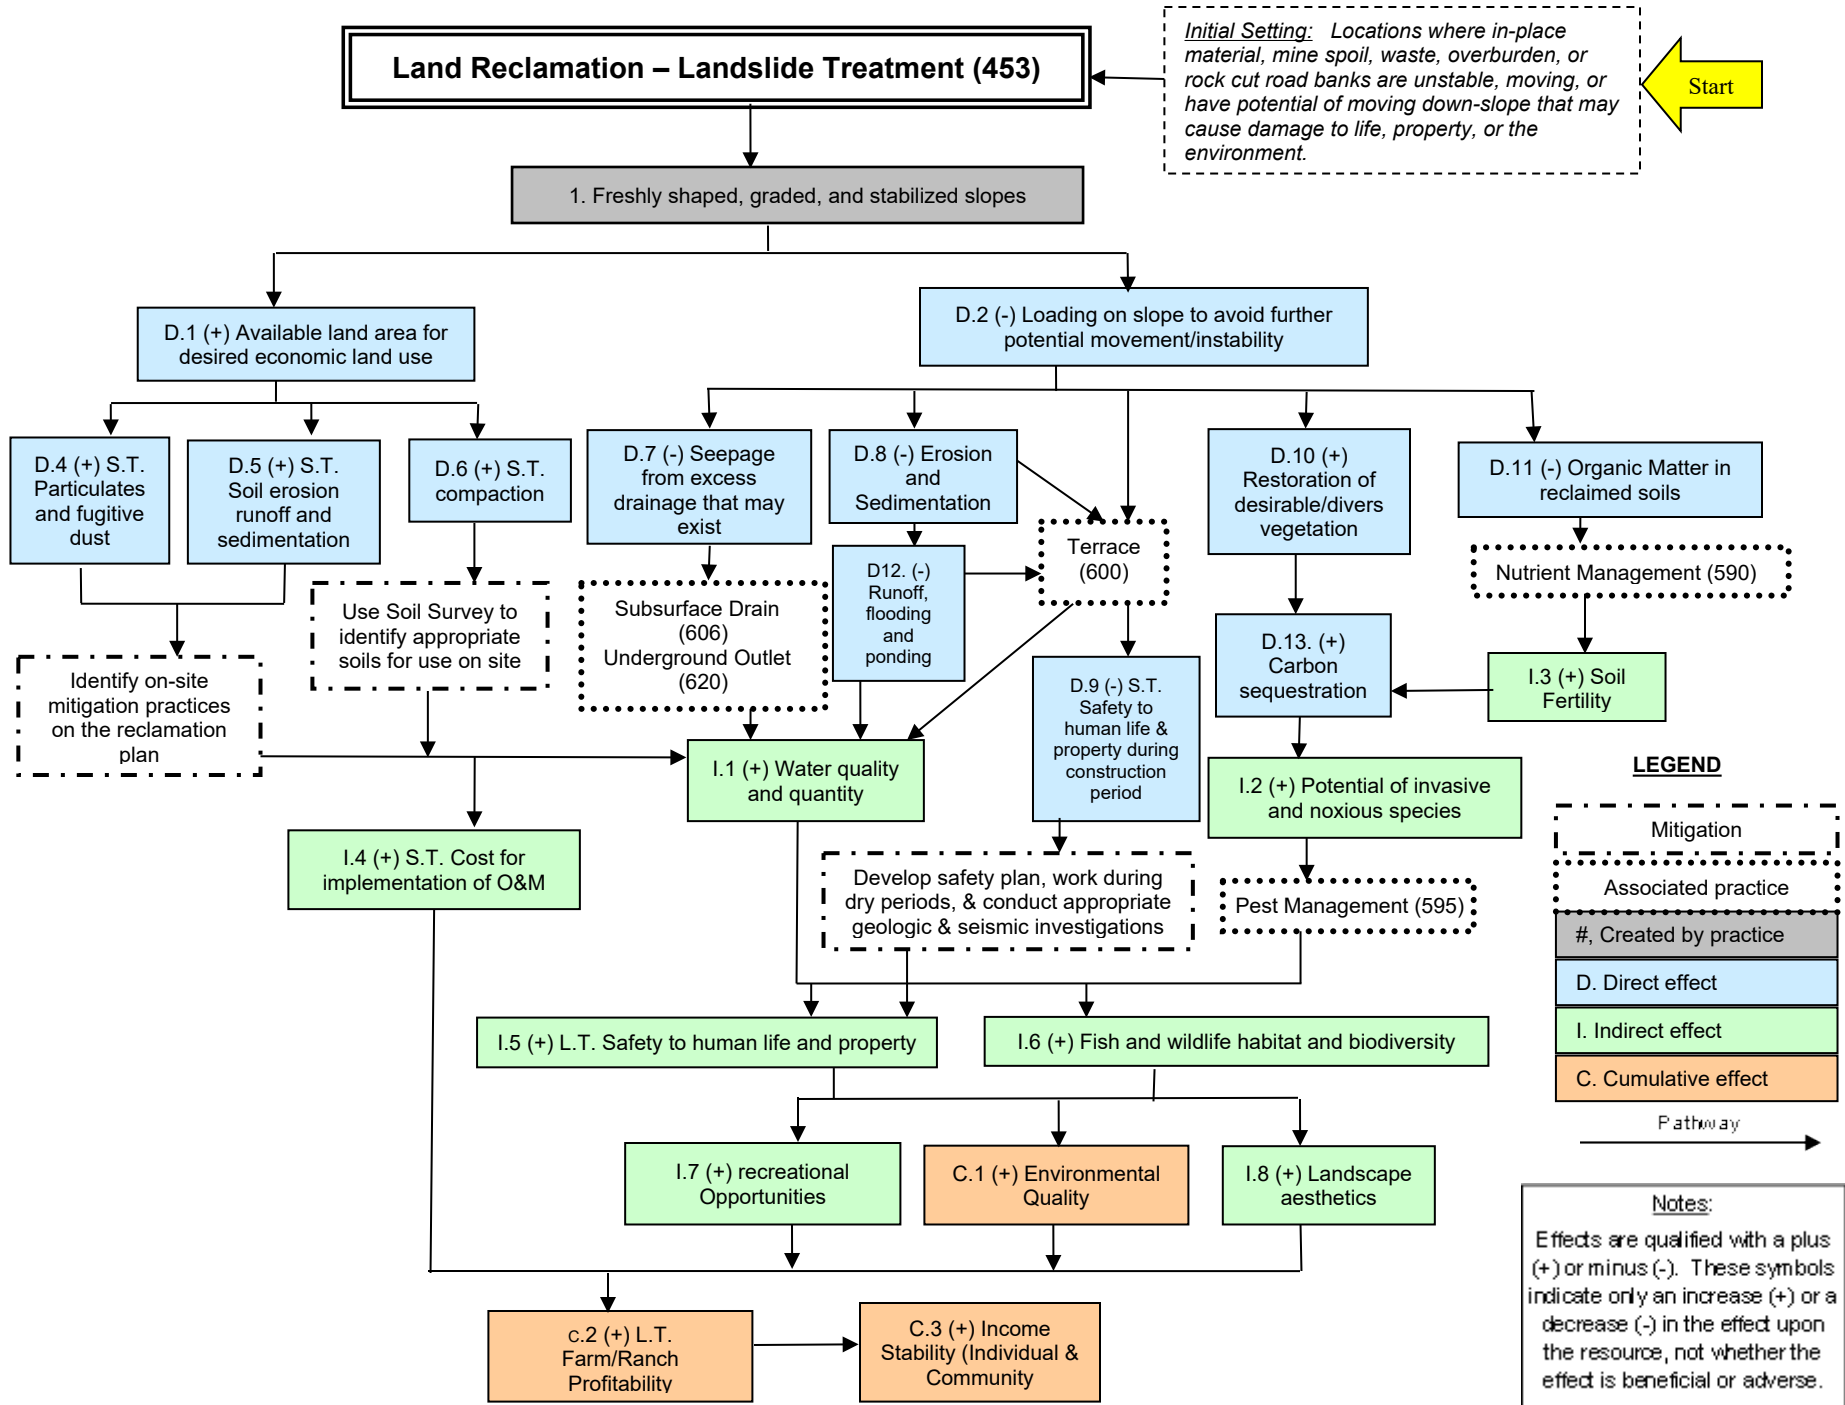 Land Reclamation – Landslide Treatment (453)
Initial Setting: Locations where in-place
material, mine spoil, waste, overburden, or
rock cut road banks are unstable, moving, or
have potential of moving down-slope that may
cause damage to life, property, or the
environment.
Start
1. Freshly shaped, graded, and stabilized slopes
D.1 (+) Available land area for
desired economic land use
D.2 (-) Loading on slope to avoid further
potential movement/instability
D.4 (+) S.T.
Particulates
and fugitive
dust
D.5 (+) S.T.
Soil erosion
runoff and
sedimentation
D.6 (+) S.T.
compaction
D.7 (-) Seepage
from excess
drainage that may
exist
D.8 (-) Erosion
and
Sedimentation
D.10 (+)
Restoration of
desirable/divers
vegetation
D.11 (-) Organic Matter in
reclaimed soils
Terrace
(600)
Nutrient Management (590)
D12. (-)
Runoff,
flooding
and
ponding
Use Soil Survey to
identify appropriate
soils for use on site
Subsurface Drain
(606)
Underground Outlet
(620)
D.13. (+)
Carbon
sequestration
I.3 (+) Soil
Fertility
Identify on-site
mitigation practices
on the reclamation
plan
D.9 (-) S.T.
Safety to
human life &
property during
construction
period
I.1 (+) Water quality
and quantity
I.2 (+) Potential of invasive
and noxious species
I.4 (+) S.T. Cost for
implementation of O&M
Develop safety plan, work during
dry periods, & conduct appropriate
geologic & seismic investigations
Pest Management (595)
I.5 (+) L.T. Safety to human life and property
I.6 (+) Fish and wildlife habitat and biodiversity
I.7 (+) recreational
Opportunities
C.1 (+) Environmental
Quality
I.8 (+) Landscape
aesthetics
C.2 (+) L.T.
Farm/Ranch
Profitability
C.3 (+) Income
Stability (Individual &
Community
LEGEND
Mitigation
Associated practice
#, Created by practice
D. Direct effect
I. Indirect effect
C. Cumulative effect
Pathway
Notes:
Effects are qualified with a plus
(+) or minus (-). These symbols
indicate only an increase (+) or a
decrease (-) in the effect upon
the resource, not whether the
effect is beneficial or adverse.